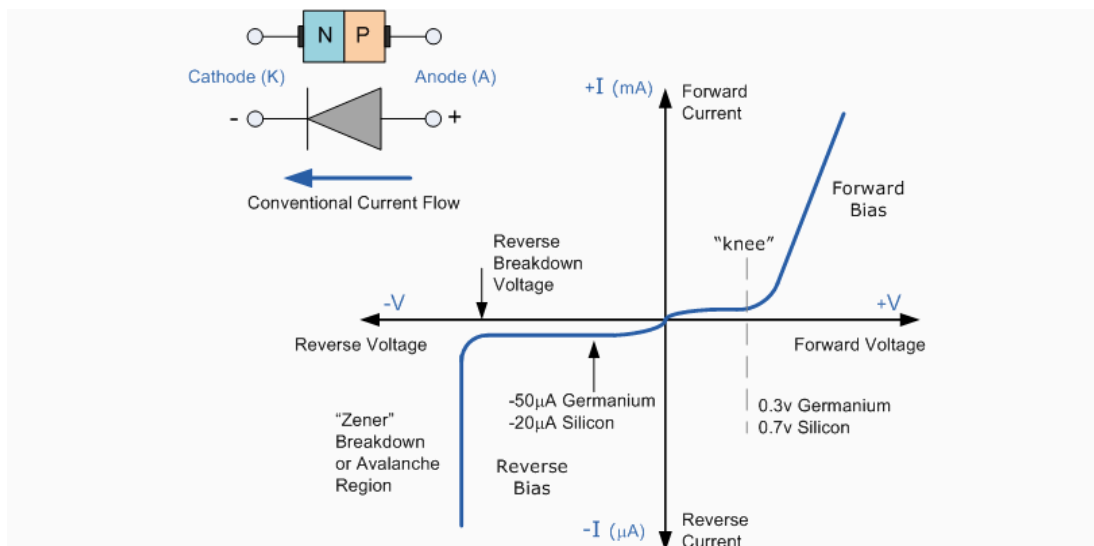 N P
Cathode (K)
Anode (A)
- +
Conventional Current Flow
+I (mA)
Forward
Current
Forward
Bias
"knee"
Reverse
Breakdown
Voltage
-V
+V
Reverse Voltage
Forward Voltage
-50µA Germanium
-20µA Silicon
0.3v Germanium
0.7v Silicon
"Zener"
Breakdown
or Avalanche
Region
Reverse
Bias
-I (µA)
Reverse
Current